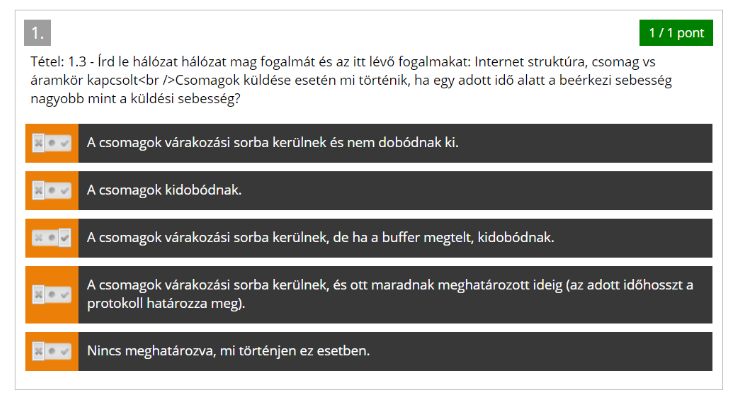 1.
1 / 1 pont
Tétel: 1.3 - Írd le hálózat hálózat mag fogalmát és az itt lévő fogalmakat: Internet struktúra, csomag vs
áramkör kapcsolt<br />Csomagok küldése esetén mi történik, ha egy adott idő alatt a beérkezi sebesség
nagyobb mint a küldési sebesség?
A csomagok várakozási sorba kerülnek és nem dobódnak ki.
A csomagok kidobódnak.
A csomagok várakozási sorba kerülnek, de ha a buffer megtelt, kidobódnak.
A csomagok várakozási sorba kerülnek, és ott maradnak meghatározott ideig (az adott időhosszt a
protokoll határozza meg).
Nincs meghatározva, mi történjen ez esetben.